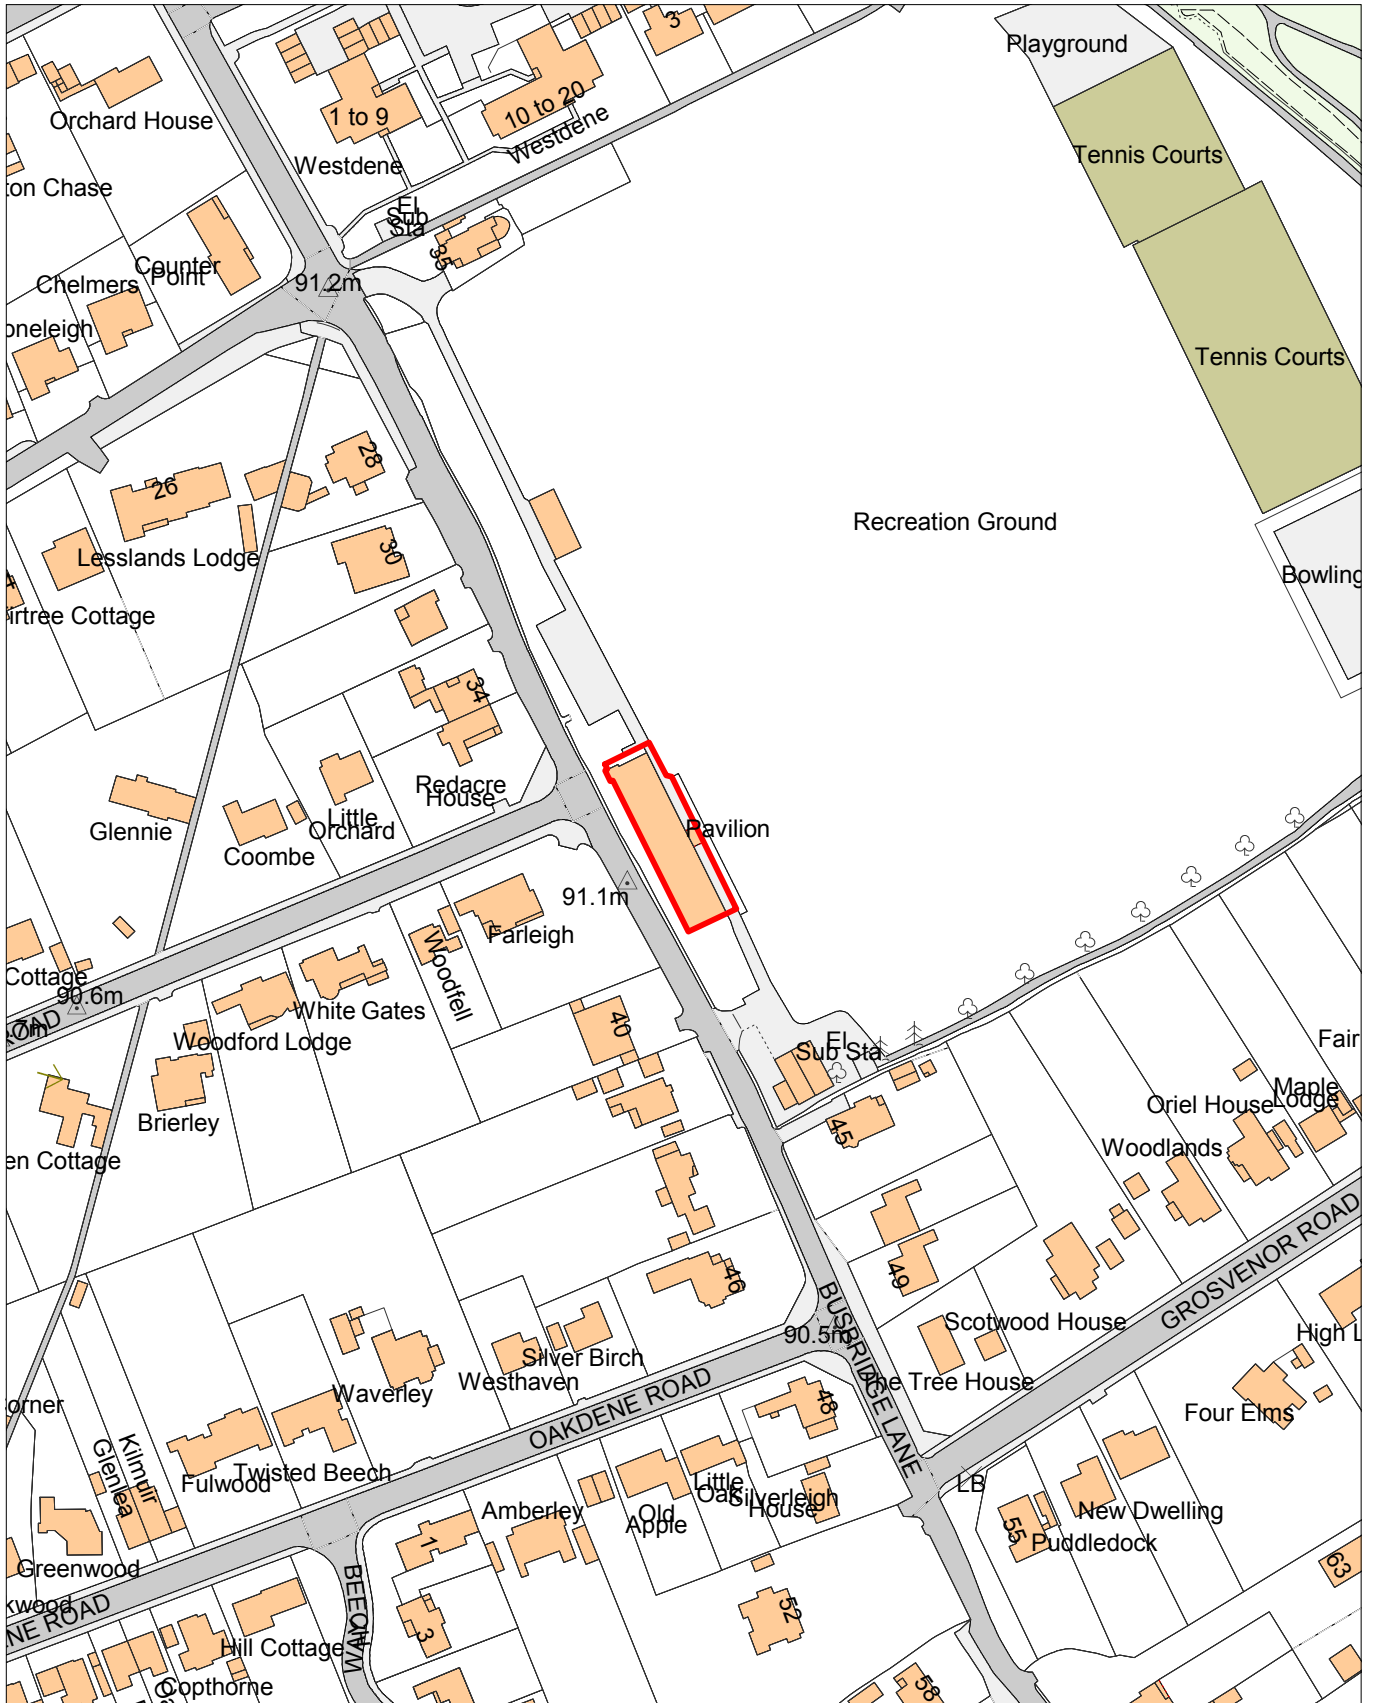 3
Playground
Orchard House
1 to 9
10 to 20
Westdene
Westdene
Tennis Courts
ton Chase
El
Sub
Sta
35
Counter
Point
Chelmers
91.2m
oneleigh
Tennis Courts
28
26
Recreation Ground
30
Lesslands Lodge
Bowling
irtree Cottage
34
Redacre
House
Little
Orchard
Glennie
Coombe
Pavilion
91.1m
Farleigh
Woodfell
Cottage
90.6m
White Gates
ROAD
7m
Woodford Lodge
40
El
Sub Sta
Fair
Maple
Lodge
Oriel House
Brierley
45
Woodlands
en Cottage
49
46
BUSBRIDGE LANE
GROSVENOR ROAD
Scotwood House
90.5m
High L
Silver Birch
Westhaven
The Tree House
Waverley
48
orner
OAKDENE ROAD
Four Elms
Kilmuir
Glenlea
Twisted Beech
Fulwood
Little
Oak
Silverleigh
House
LB
Amberley
Old
Apple
New Dwelling
55
Puddledock
1
Greenwood
63
kwood
NE ROAD
BEECH WAY
52
3
Hill Cottage
Copthorne
58